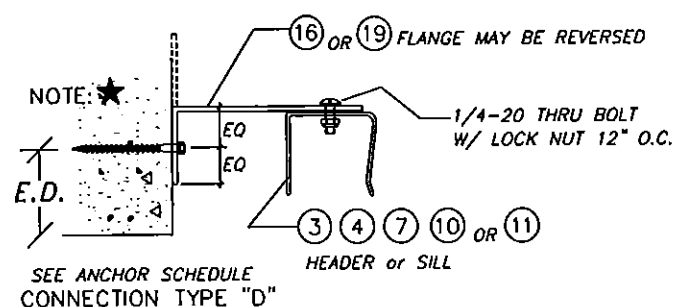 16 OR 19 FLANGE MAY BE REVERSED
NOTE: ★
1/4-20 THRU BOLT
W/ LOCK NUT 12" O.C.
EQ
EQ
E.D.
3 4 7 10 OR 11
HEADER or SILL
SEE ANCHOR SCHEDULE
CONNECTION TYPE "D"